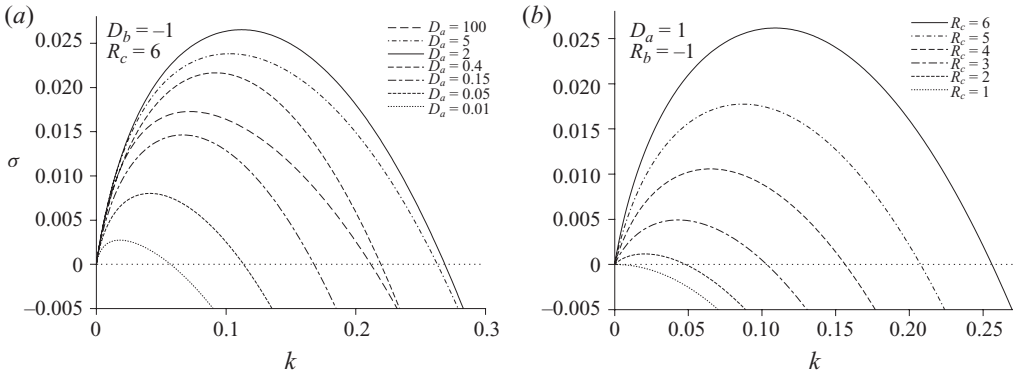 (a)
D_b = –1
R_c = 6
D_a = 100
D_a = 5
D_a = 2
D_a = 0.4
D_a = 0.15
D_a = 0.05
D_a = 0.01
0.025
0.020
0.015
0.010
0.005
0
–0.005
σ
0
0.1
0.2
0.3
k
(b)
D_a = 1
R_b = –1
R_c = 6
R_c = 5
R_c = 4
R_c = 3
R_c = 2
R_c = 1
0.025
0.020
0.015
0.010
0.005
0
–0.005
0
0.05
0.10
0.15
0.20
0.25
k